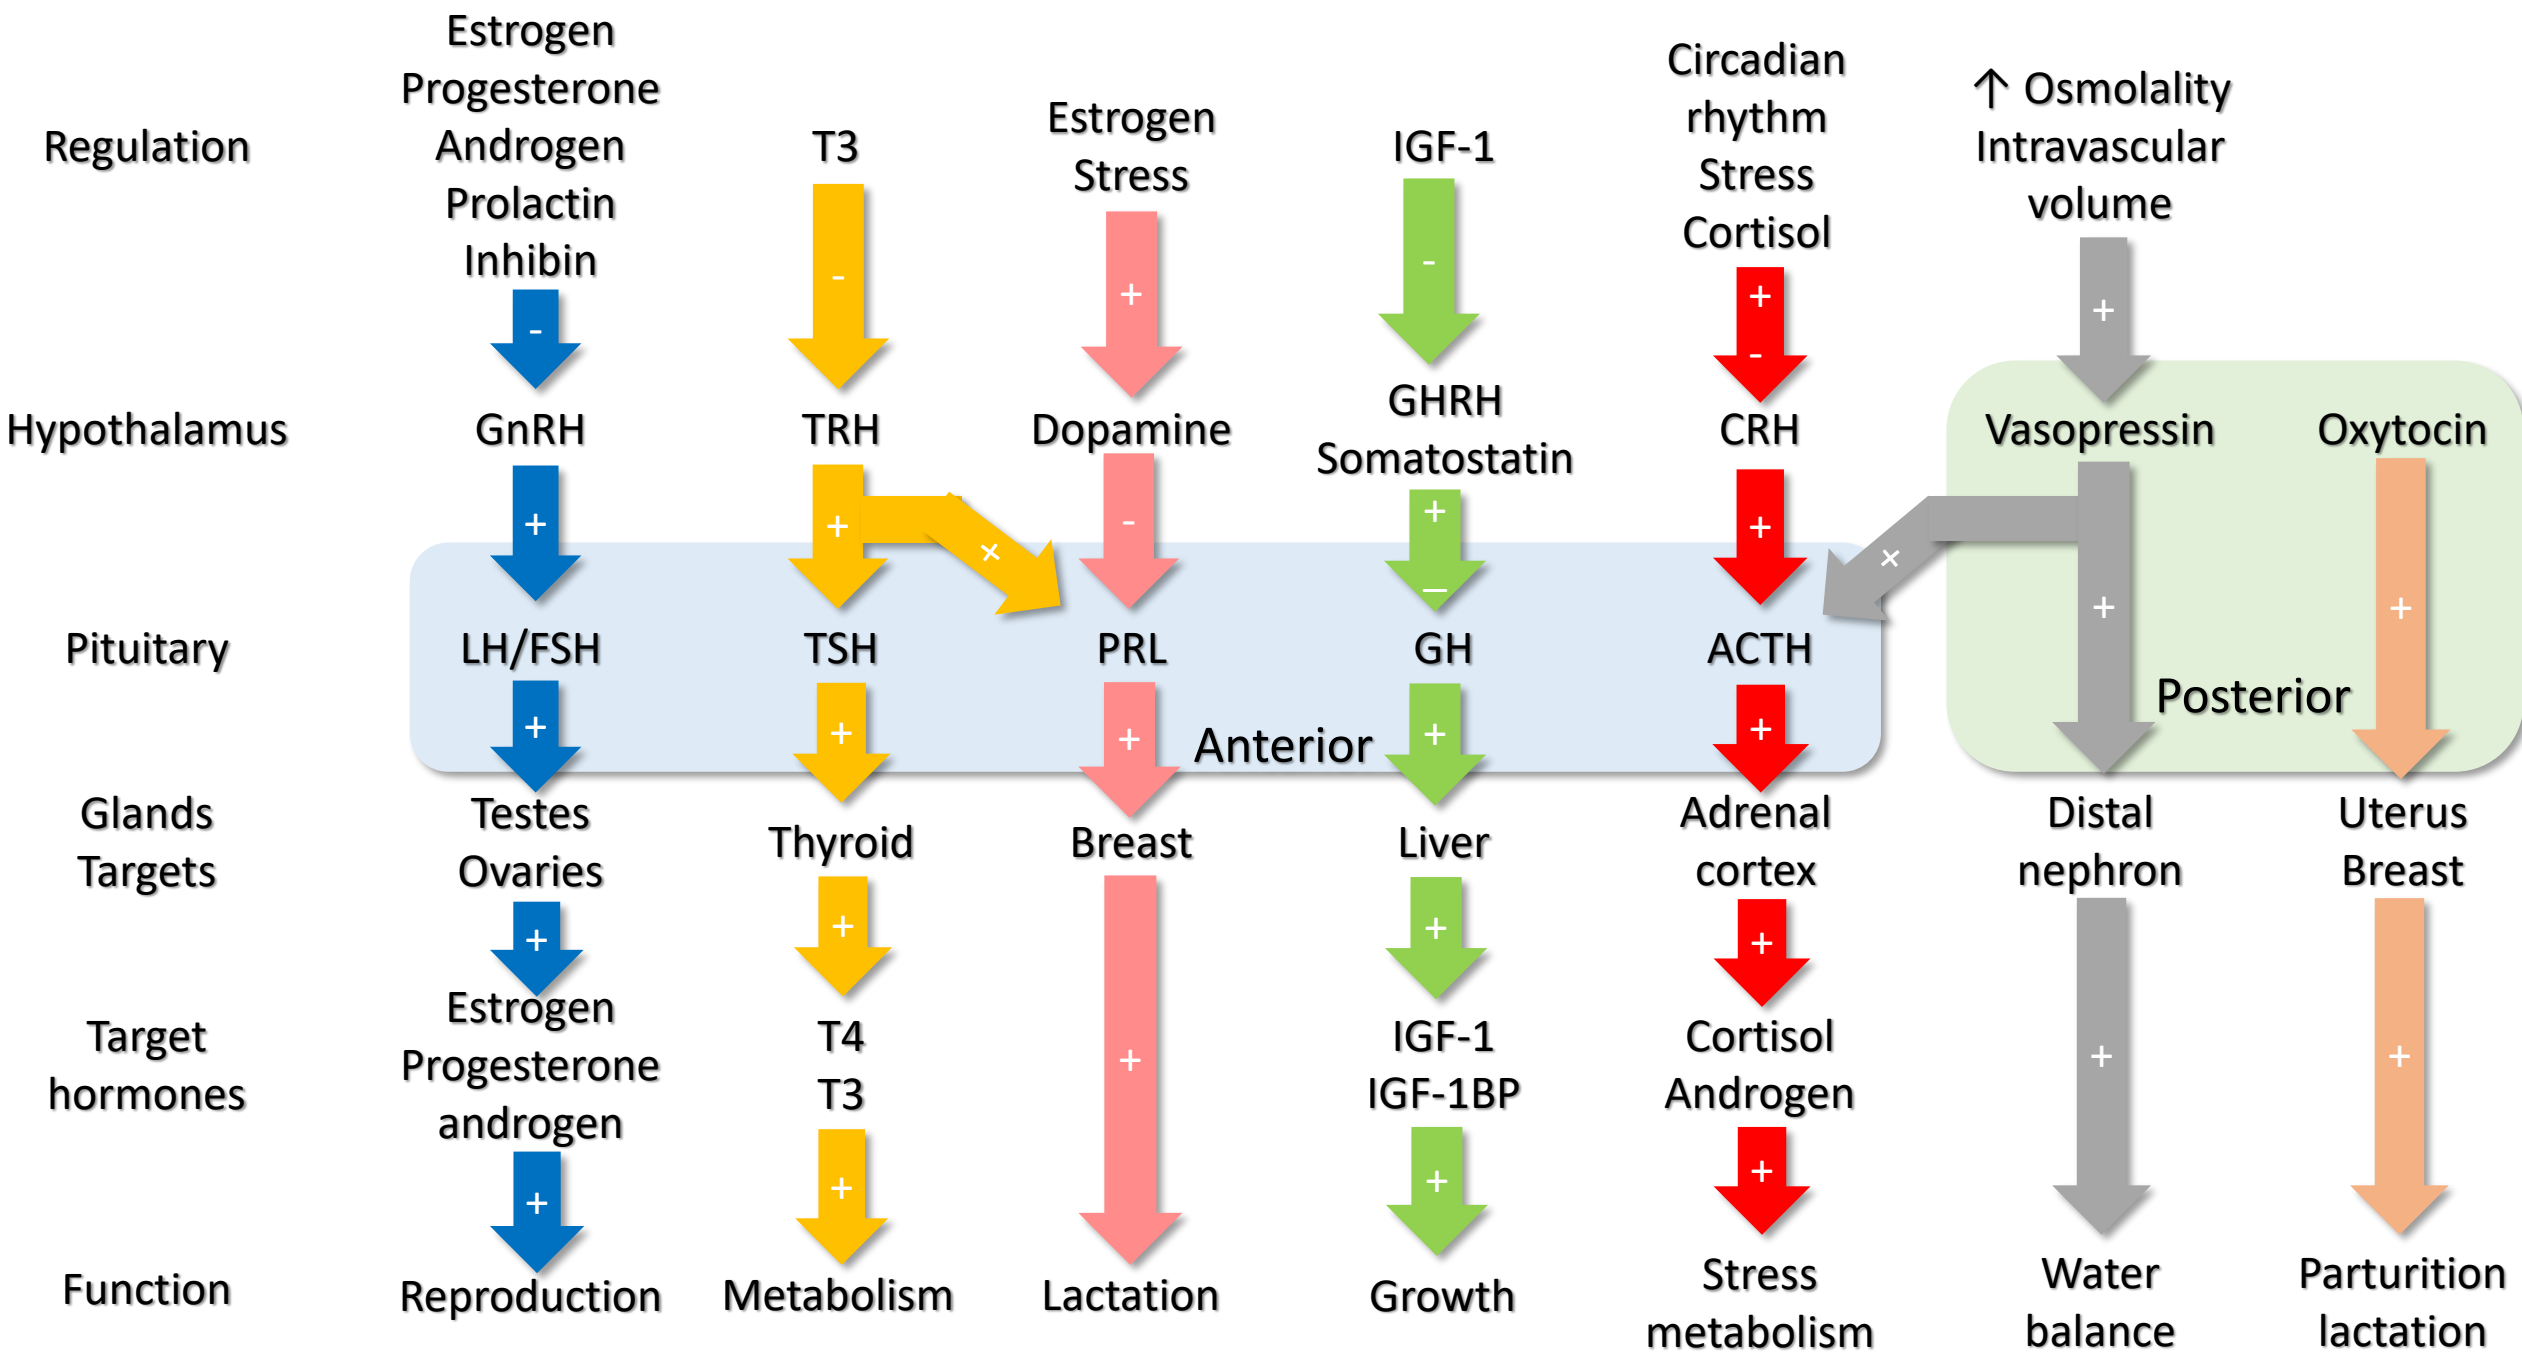 Regulation
Estrogen
Progesterone
Androgen
Prolactin
Inhibin
T3
Estrogen
Stress
IGF-1
Circadian
rhythm
Stress
Cortisol
↑ Osmolality
Intravascular
volume
-
-
+
-
+
-
+
Hypothalamus
GnRH
TRH
Dopamine
GHRH
Somatostatin
CRH
Vasopressin
Oxytocin
+
+
+
-
+
–
+
+
+
+
Pituitary
LH/FSH
TSH
PRL
GH
ACTH
Anterior
Posterior
+
+
+
+
+
Glands
Targets
Testes
Ovaries
Thyroid
Breast
Liver
Adrenal
cortex
Distal
nephron
Uterus
Breast
+
+
+
+
+
+
+
Target
hormones
Estrogen
Progesterone
androgen
T4
T3
IGF-1
IGF-1BP
Cortisol
Androgen
+
+
+
+
Function
Reproduction
Metabolism
Lactation
Growth
Stress
metabolism
Water
balance
Parturition
lactation